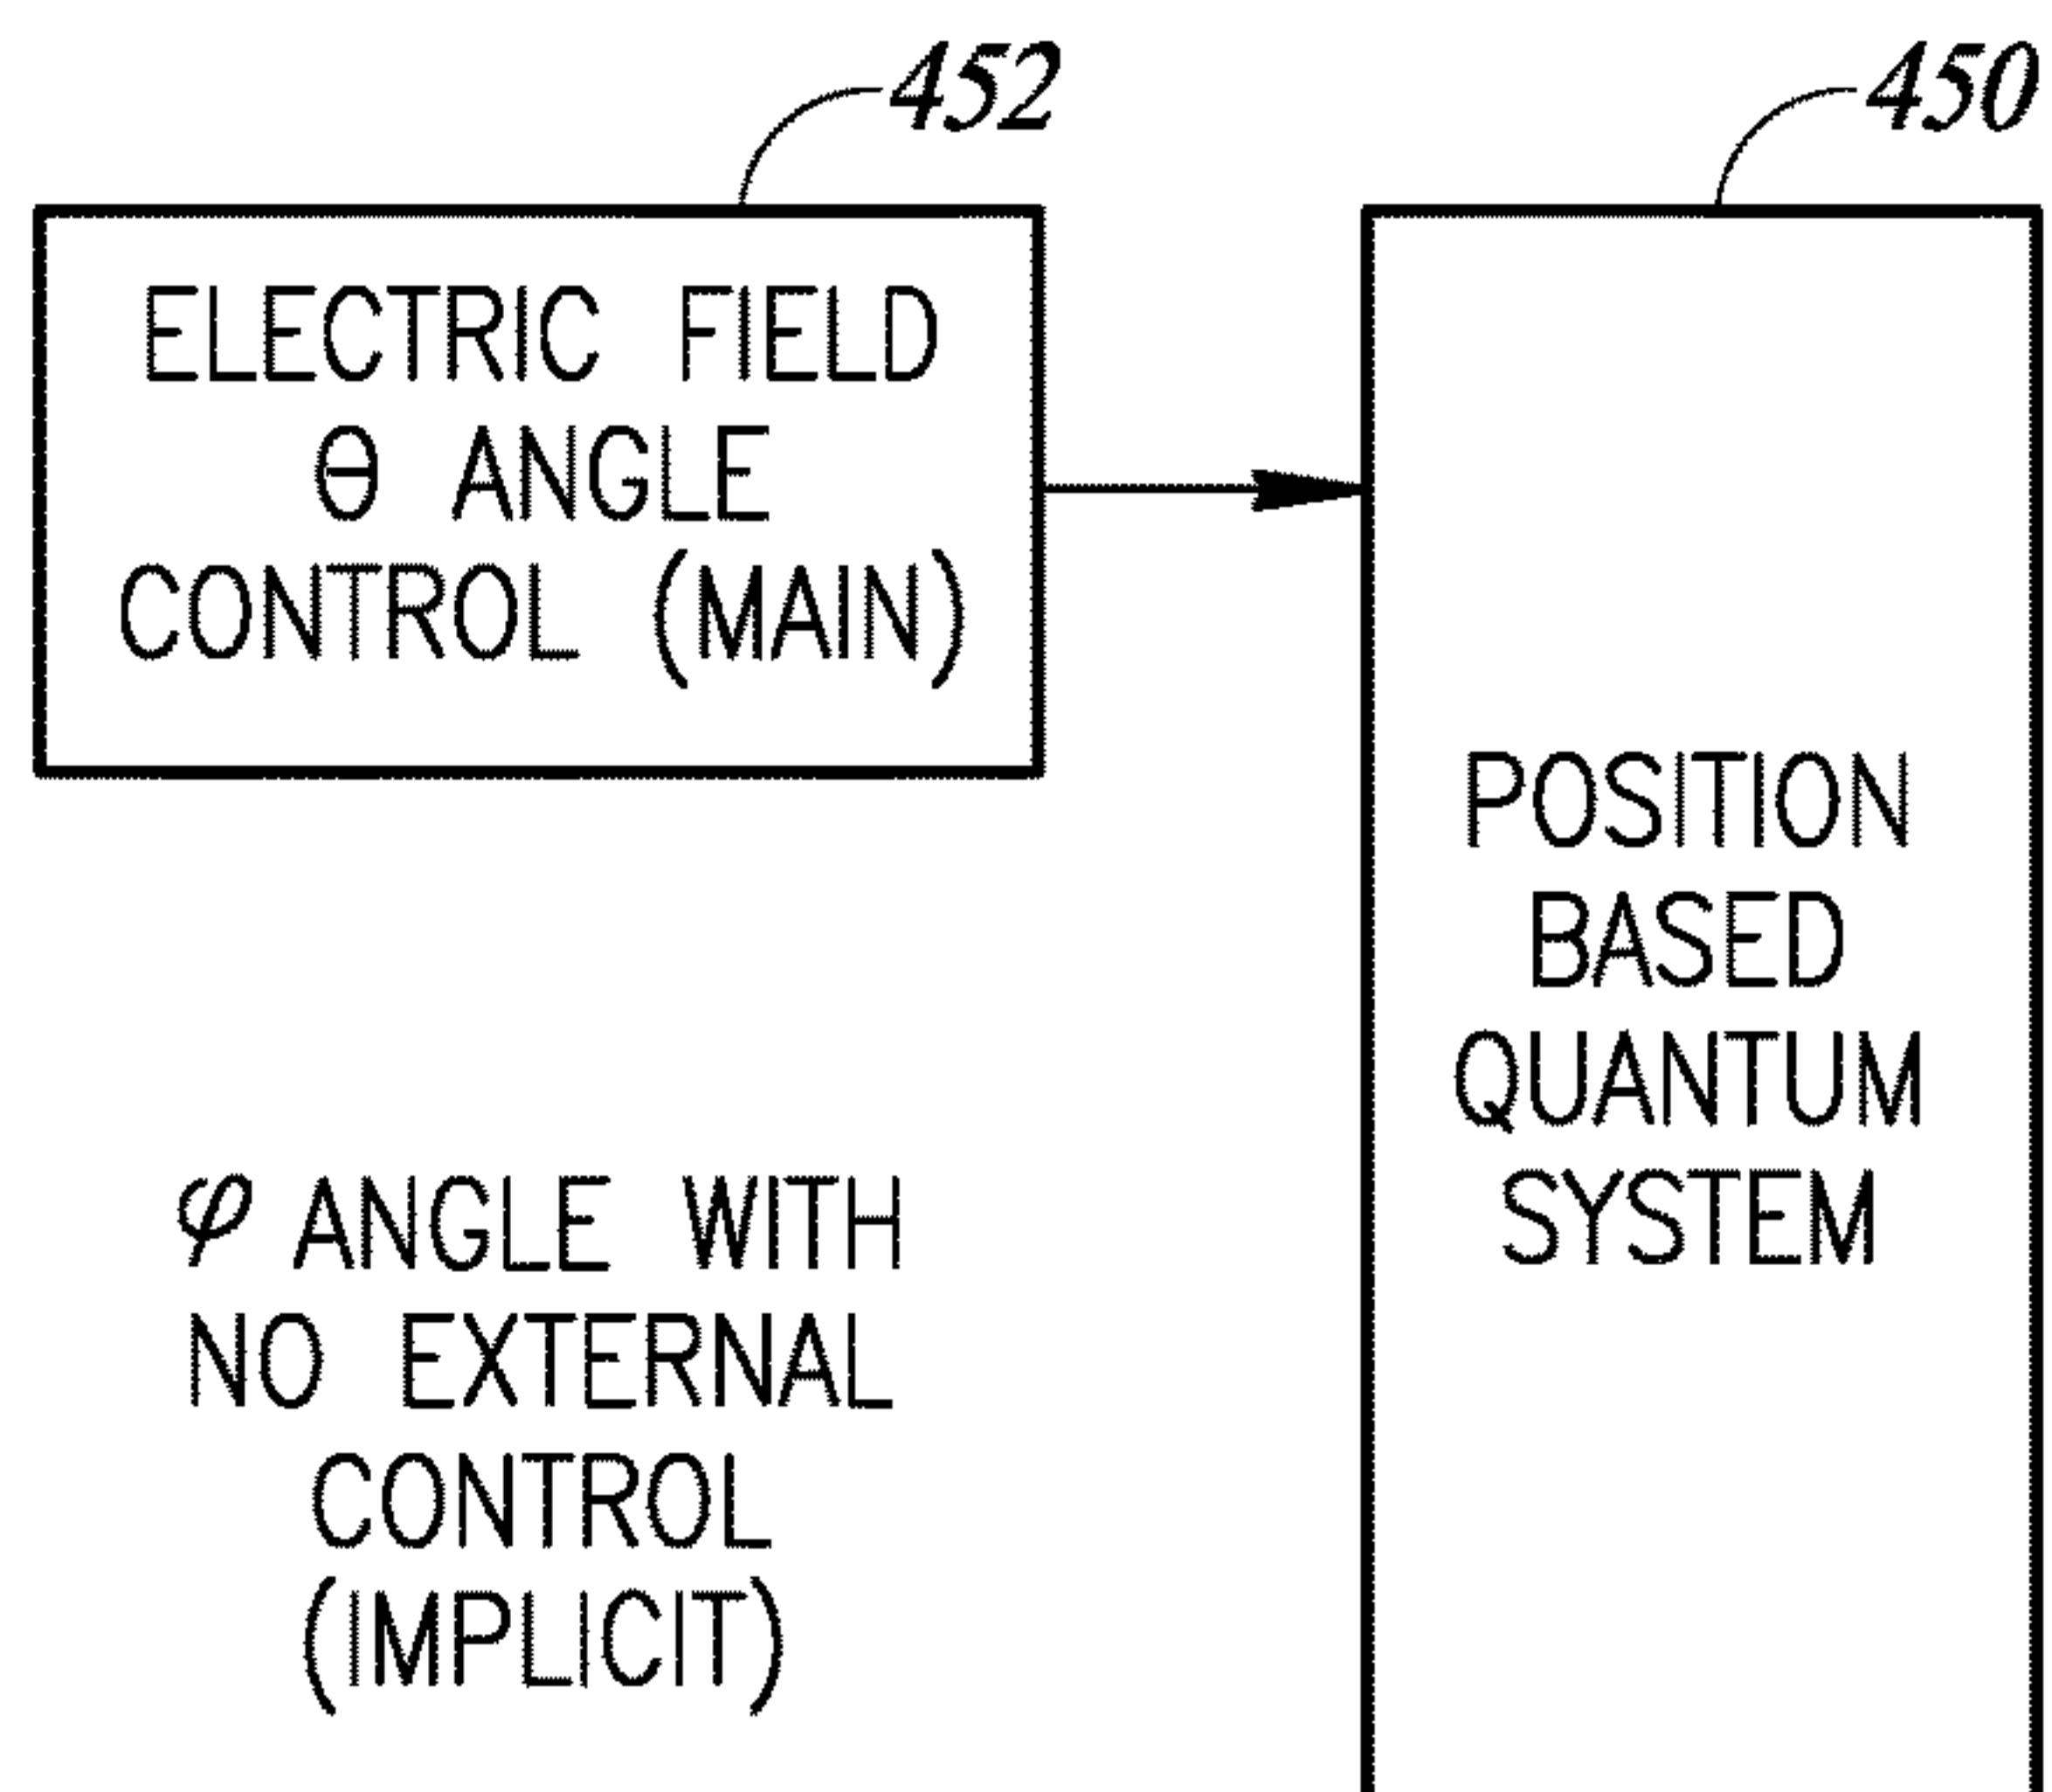 452
450
ELECTRIC FIELD
θ ANGLE
CONTROL (MAIN)
POSITION
BASED
QUANTUM
SYSTEM
φ ANGLE WITH
NO EXTERNAL
CONTROL
(IMPLICIT)